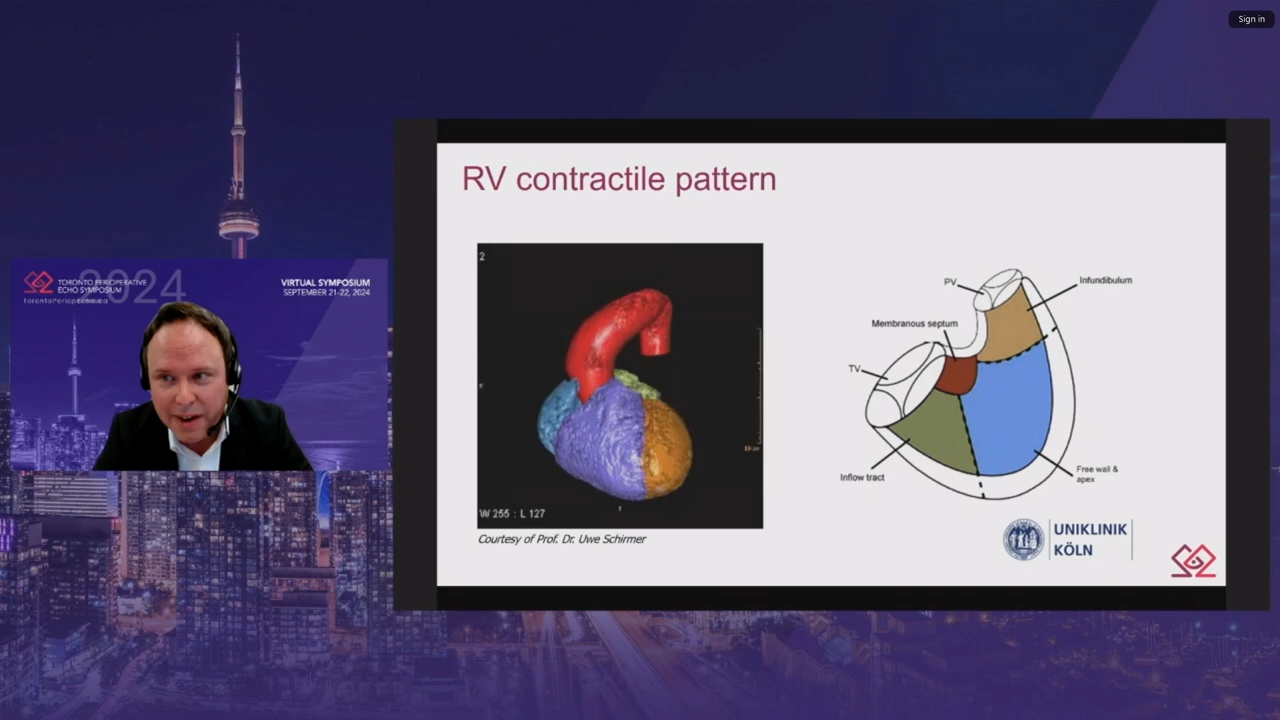 Sign in
2024
TORONTO PERIOPERATIVE
ECHO SYMPOSIUM
VIRTUAL SYMPOSIUM
SEPTEMBER 21-22, 2024
RV contractile pattern
2
W 255 : L 127
Courtesy of Prof. Dr. Uwe Schirmer
PV
Infundibulum
Membranous septum
TV
Inflow tract
Free wall &
apex
UNIKLINIK
KÖLN